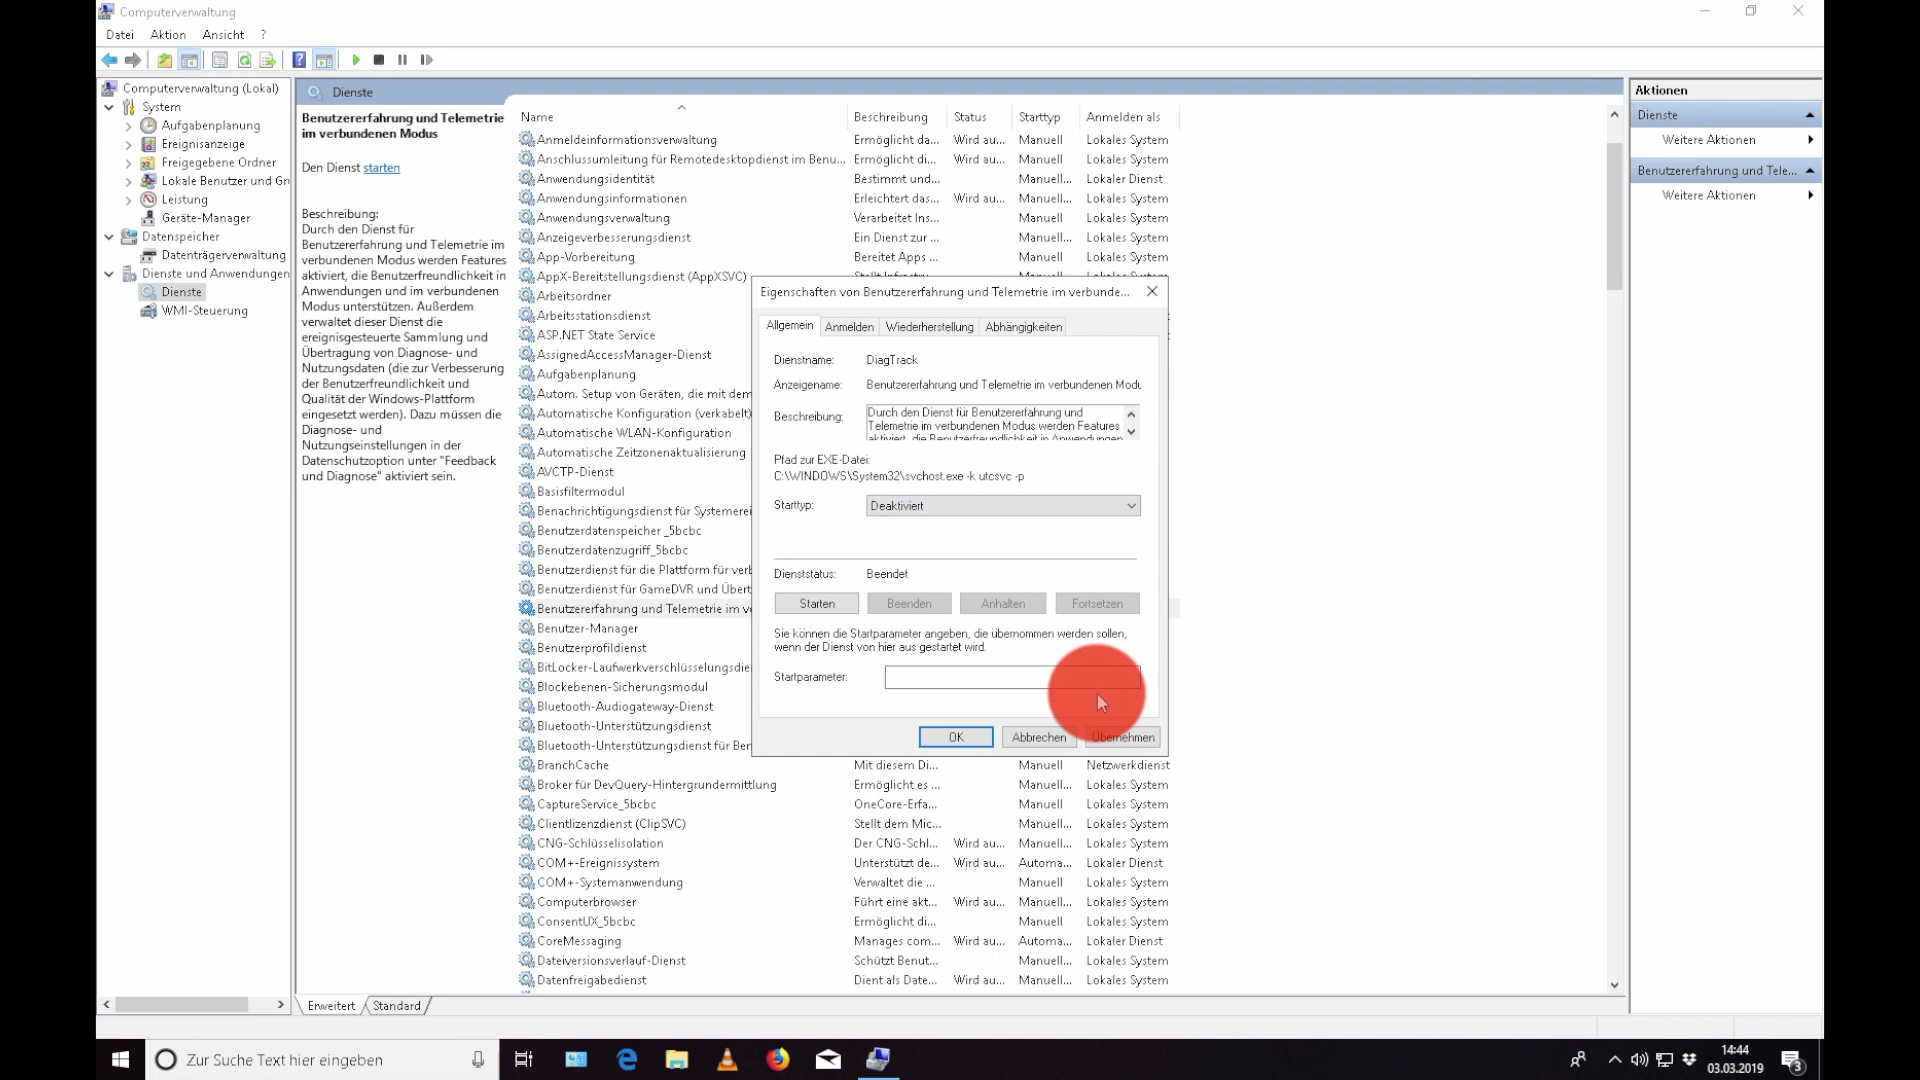 Computerverwaltung
Datei Aktion Ansicht ?
Computerverwaltung (Lokal)
System
Aufgabenplanung
Ereignisanzeige
Freigegebene Ordner
Lokale Benutzer und Gru
Leistung
Geräte-Manager
Datenspeicher
Datenträgerverwaltung
Dienste und Anwendungen
Dienste
WMI-Steuerung
Dienste
Benutzererfahrung und Telemetrie
im verbundenen Modus
Den Dienst starten
Beschreibung:
Durch den Dienst für
Benutzererfahrung und Telemetrie im
verbundenen Modus werden Features
aktiviert, die Benutzerfreundlichkeit in
Anwendungen und im verbundenen
Modus unterstützen. Außerdem
verwaltet dieser Dienst die
ereignisgesteuerte Sammlung und
Übertragung von Diagnose- und
Nutzungsdaten (die zur Verbesserung
der Benutzerfreundlichkeit und
Qualität der Windows-Plattform
eingesetzt werden). Dazu müssen die
Diagnose- und
Nutzungseinstellungen in der
Datenschutzoption unter "Feedback
und Diagnose" aktiviert sein.
Name Beschreibung Status Starttyp Anmelden als
Anmeldeinformationsverwaltung Ermöglicht da... Wird au... Manuell Lokales System
Anschlussumleitung für Remotedesktopdienst im Benu... Ermöglicht di... Wird au... Manuell Lokales System
Anwendungsidentität Bestimmt und... Manuell... Lokaler Dienst
Anwendungsinformationen Erleichtert das... Wird au... Manuell... Lokales System
Anwendungsverwaltung Verarbeitet Ins... Manuell Lokales System
Anzeigeverbesserungsdienst Ein Dienst zur ... Manuell... Lokales System
App-Vorbereitung Bereitet Apps ... Manuell Lokales System
AppX-Bereitstellungsdienst (AppXSVC) Stellt Infrastru... Manuell... Lokales System
Arbeitsordner
Arbeitsstationsdienst
ASP.NET State Service
AssignedAccessManager-Dienst
Aufgabenplanung
Autom. Setup von Geräten, die mit dem
Automatische Konfiguration (verkabelt)
Automatische WLAN-Konfiguration
Automatische Zeitzonenaktualisierung
AVCTP-Dienst
Basisfiltermodul
Benachrichtigungsdienst für Systemerei
Benutzerdatenspeicher _5bcbc
Benutzerdatenzugriff_5bcbc
Benutzerdienst für die Plattform für verb
Benutzerdienst für GameDVR und Übert
Benutzererfahrung und Telemetrie im ve
Benutzer-Manager
Benutzerprofildienst
BitLocker-Laufwerkverschlüsselungsdie
Blockebenen-Sicherungsmodul
Bluetooth-Audiogateway-Dienst
Bluetooth-Unterstützungsdienst
Bluetooth-Unterstützungsdienst für Ben
BranchCache Mit diesem Di... Manuell Netzwerkdienst
Broker für DevQuery-Hintergrundermittlung Ermöglicht es ... Manuell... Lokales System
CaptureService_5bcbc OneCore-Erfa... Manuell Lokales System
Clientlizenzdienst (ClipSVC) Stellt dem Mic... Manuell... Lokales System
CNG-Schlüsselisolation Der CNG-Schl... Wird au... Manuell... Lokales System
COM+-Ereignissystem Unterstützt de... Wird au... Automa... Lokaler Dienst
COM+-Systemanwendung Verwaltet die ... Manuell Lokales System
Computerbrowser Führt eine akt... Wird au... Manuell... Lokales System
ConsentUX_5bcbc Ermöglicht di... Manuell Lokales System
CoreMessaging Manages com... Wird au... Automa... Lokaler Dienst
Dateiversionsverlauf-Dienst Schützt Benut... Manuell... Lokales System
Datenfreigabedienst Dient als Date... Wird au... Manuell... Lokales System
Eigenschaften von Benutzererfahrung und Telemetrie im verbunde...
Allgemein Anmelden Wiederherstellung Abhängigkeiten
Dienstname: DiagTrack
Anzeigename: Benutzererfahrung und Telemetrie im verbundenen Modu
Beschreibung: Durch den Dienst für Benutzererfahrung und
Telemetrie im verbundenen Modus werden Features
aktiviert, die Benutzerfreundlichkeit in Anwendungen
Pfad zur EXE-Datei:
C:\WINDOWS\System32\svchost.exe -k utcsvc -p
Starttyp: Deaktiviert
Dienststatus: Beendet
Starten Beenden Anhalten Fortsetzen
Sie können die Startparameter angeben, die übernommen werden sollen,
wenn der Dienst von hier aus gestartet wird.
Startparameter:
OK Abbrechen Übernehmen
Erweitert Standard
Aktionen
Dienste
Weitere Aktionen
Benutzererfahrung und Tele...
Weitere Aktionen
Zur Suche Text hier eingeben
14:44
03.03.2019
3